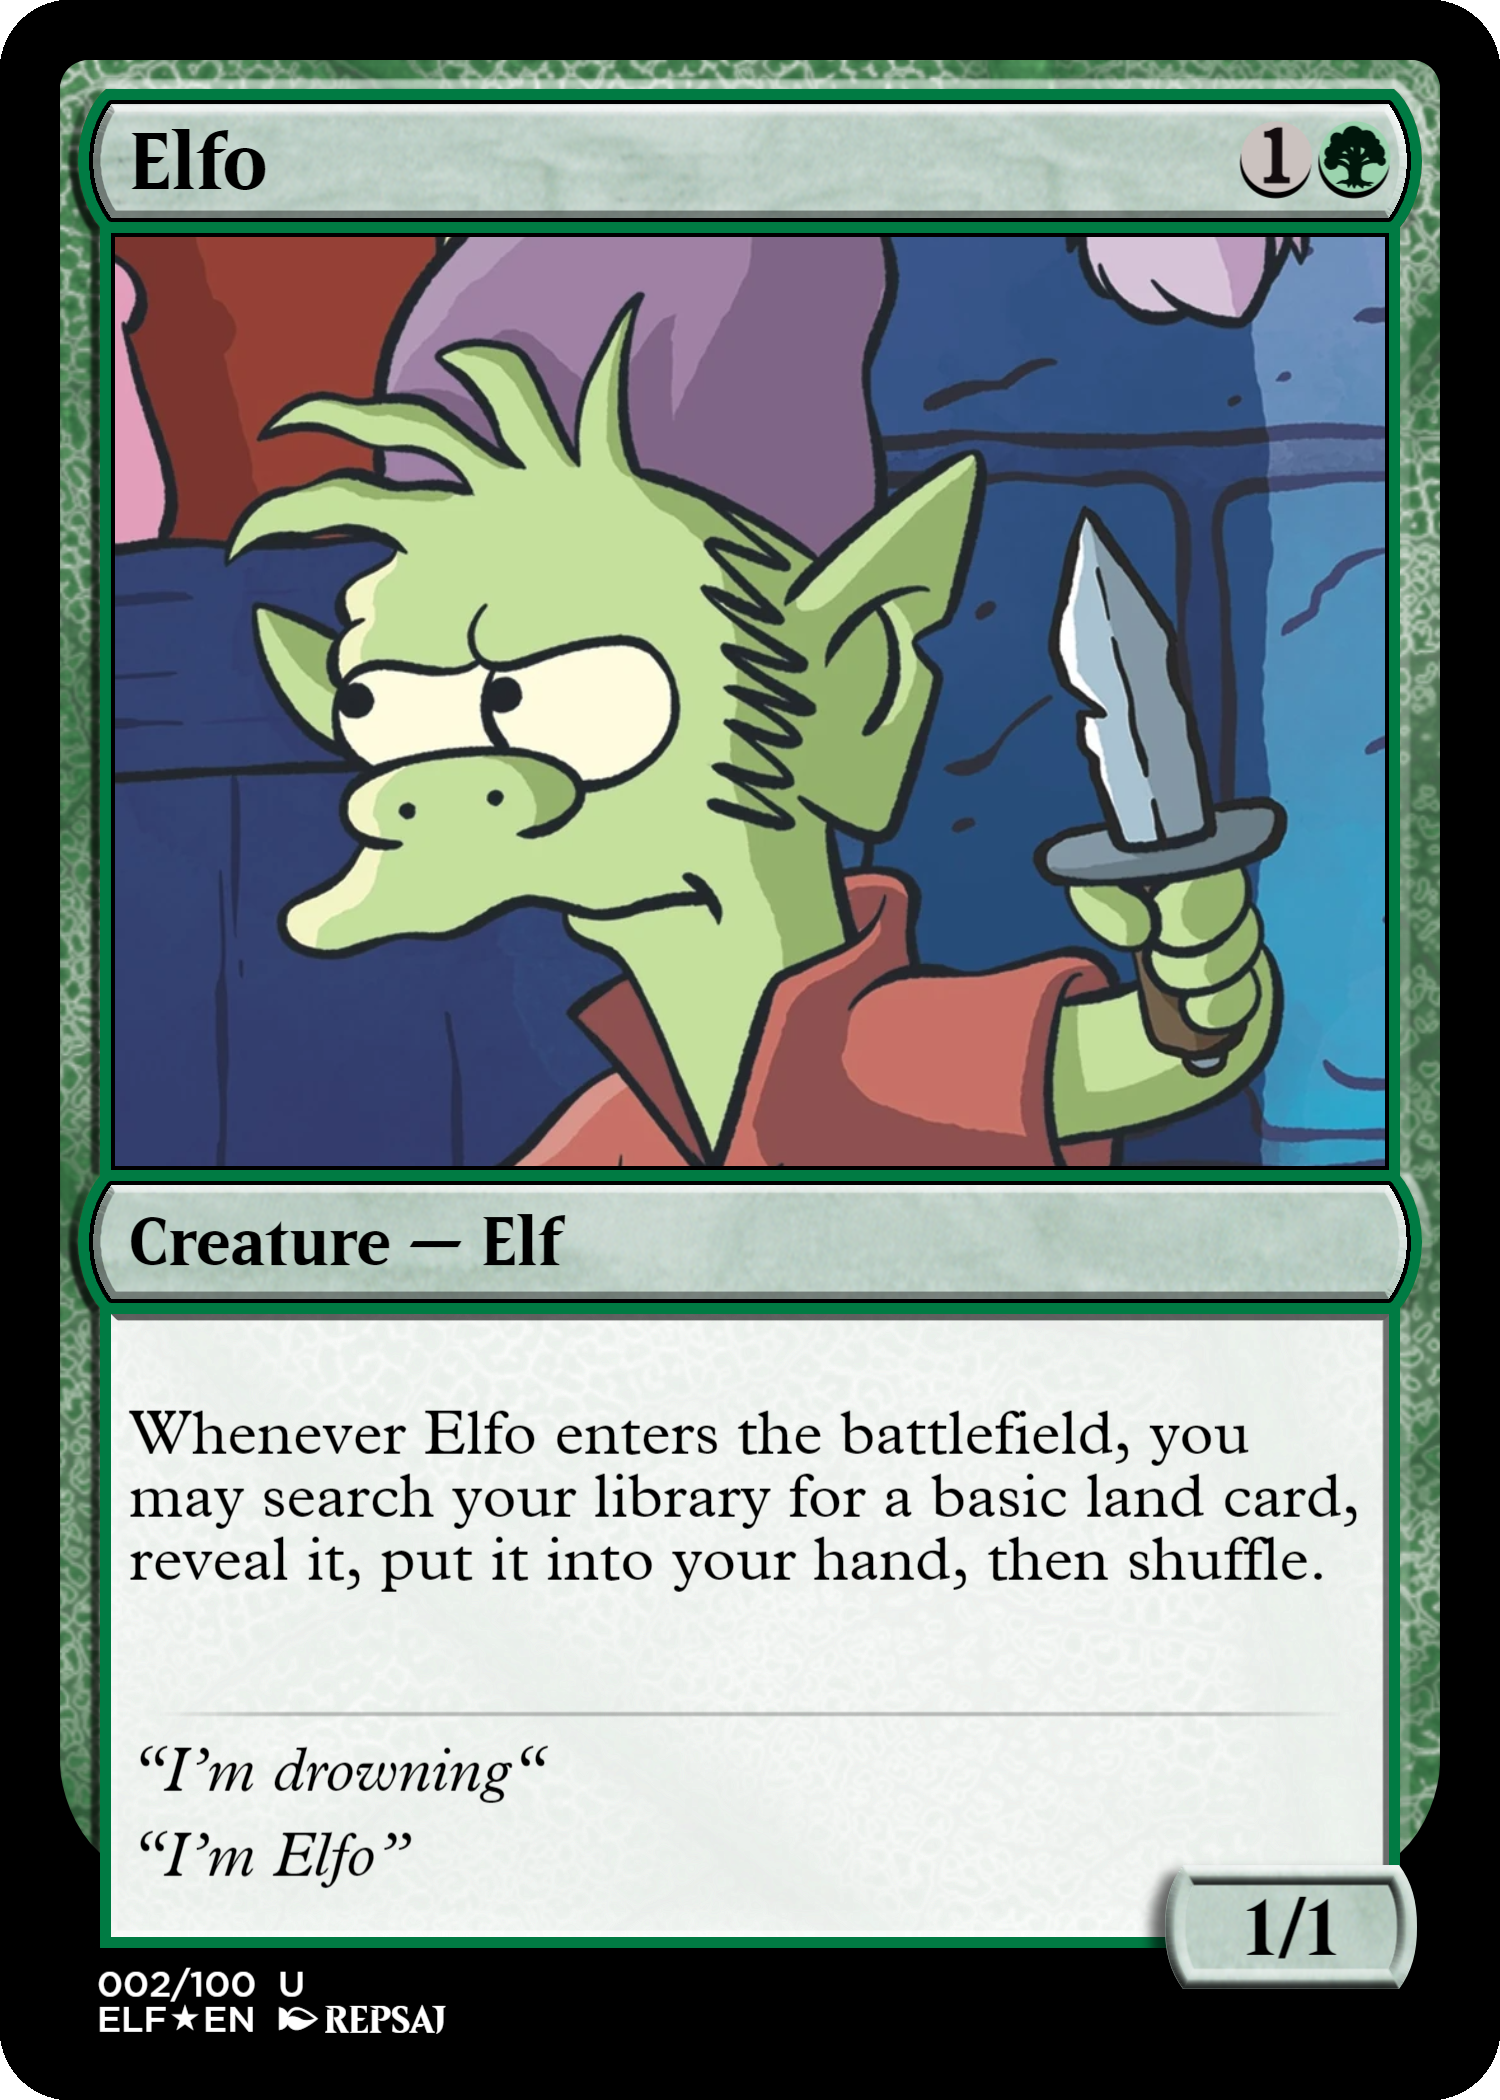 Elfo 1
Creature — Elf
Whenever Elfo enters the battlefield, you
may search your library for a basic land card,
reveal it, put it into your hand, then shuffle.
“I’m drowning“
“I’m Elfo”
1/1
002/100 U
ELF★EN REPSAJ